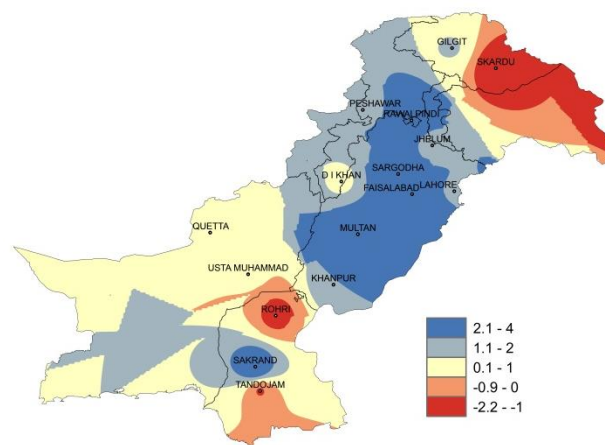 GILGIT
SKARDU
PESHAWAR
RAWALPINDI
JHELUM
D I KHAN
SARGODHA
FAISALABAD
LAHORE
QUETTA
MULTAN
USTA MUHAMMAD
KHANPUR
ROHRI
SAKRAND
TANDOJAM
2.1 - 4
1.1 - 2
0.1 - 1
-0.9 - 0
-2.2 - -1